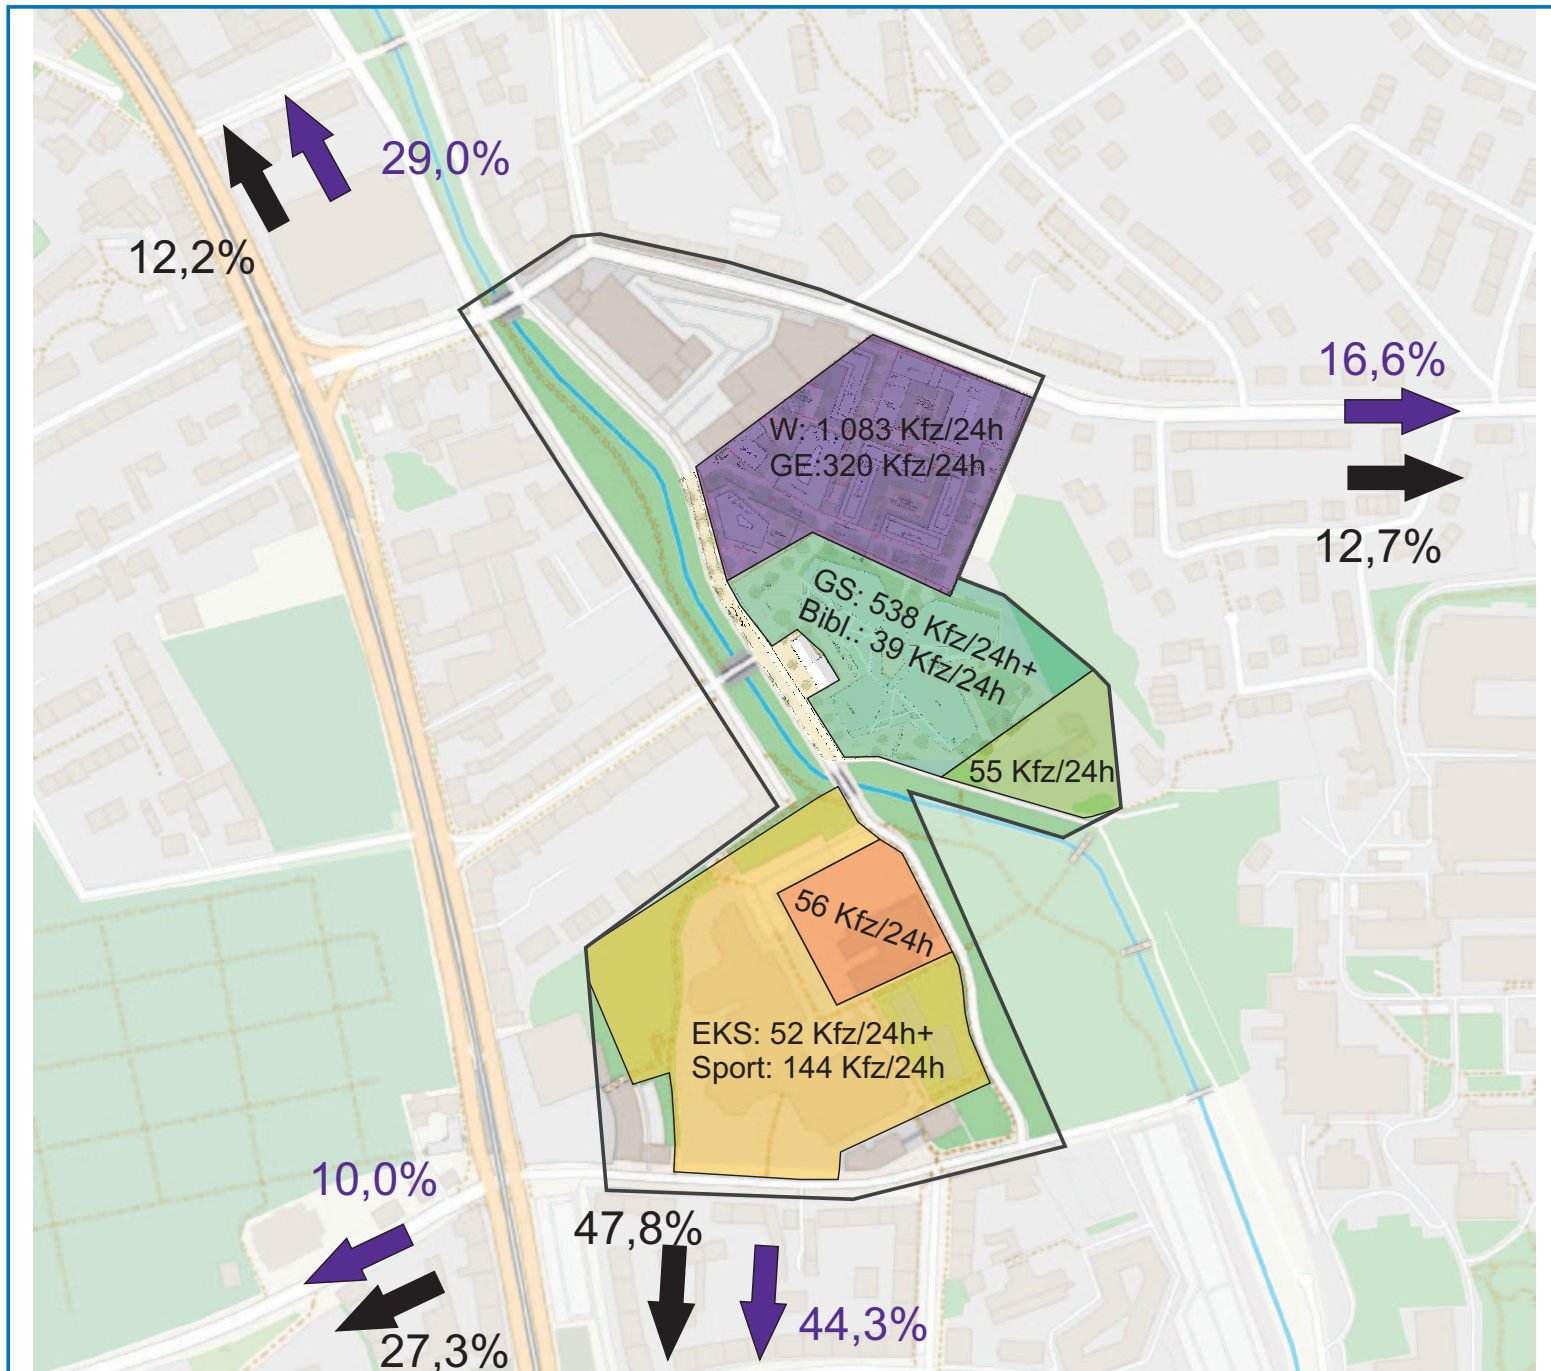 29,0%
12,2%
16,6%
12,7%
W: 1.083 Kfz/24h
GE:320 Kfz/24h
GS: 538 Kfz/24h+
Bibl.: 39 Kfz/24h
55 Kfz/24h
56 Kfz/24h
EKS: 52 Kfz/24h+
Sport: 144 Kfz/24h
10,0%
47,8%
44,3%
27,3%